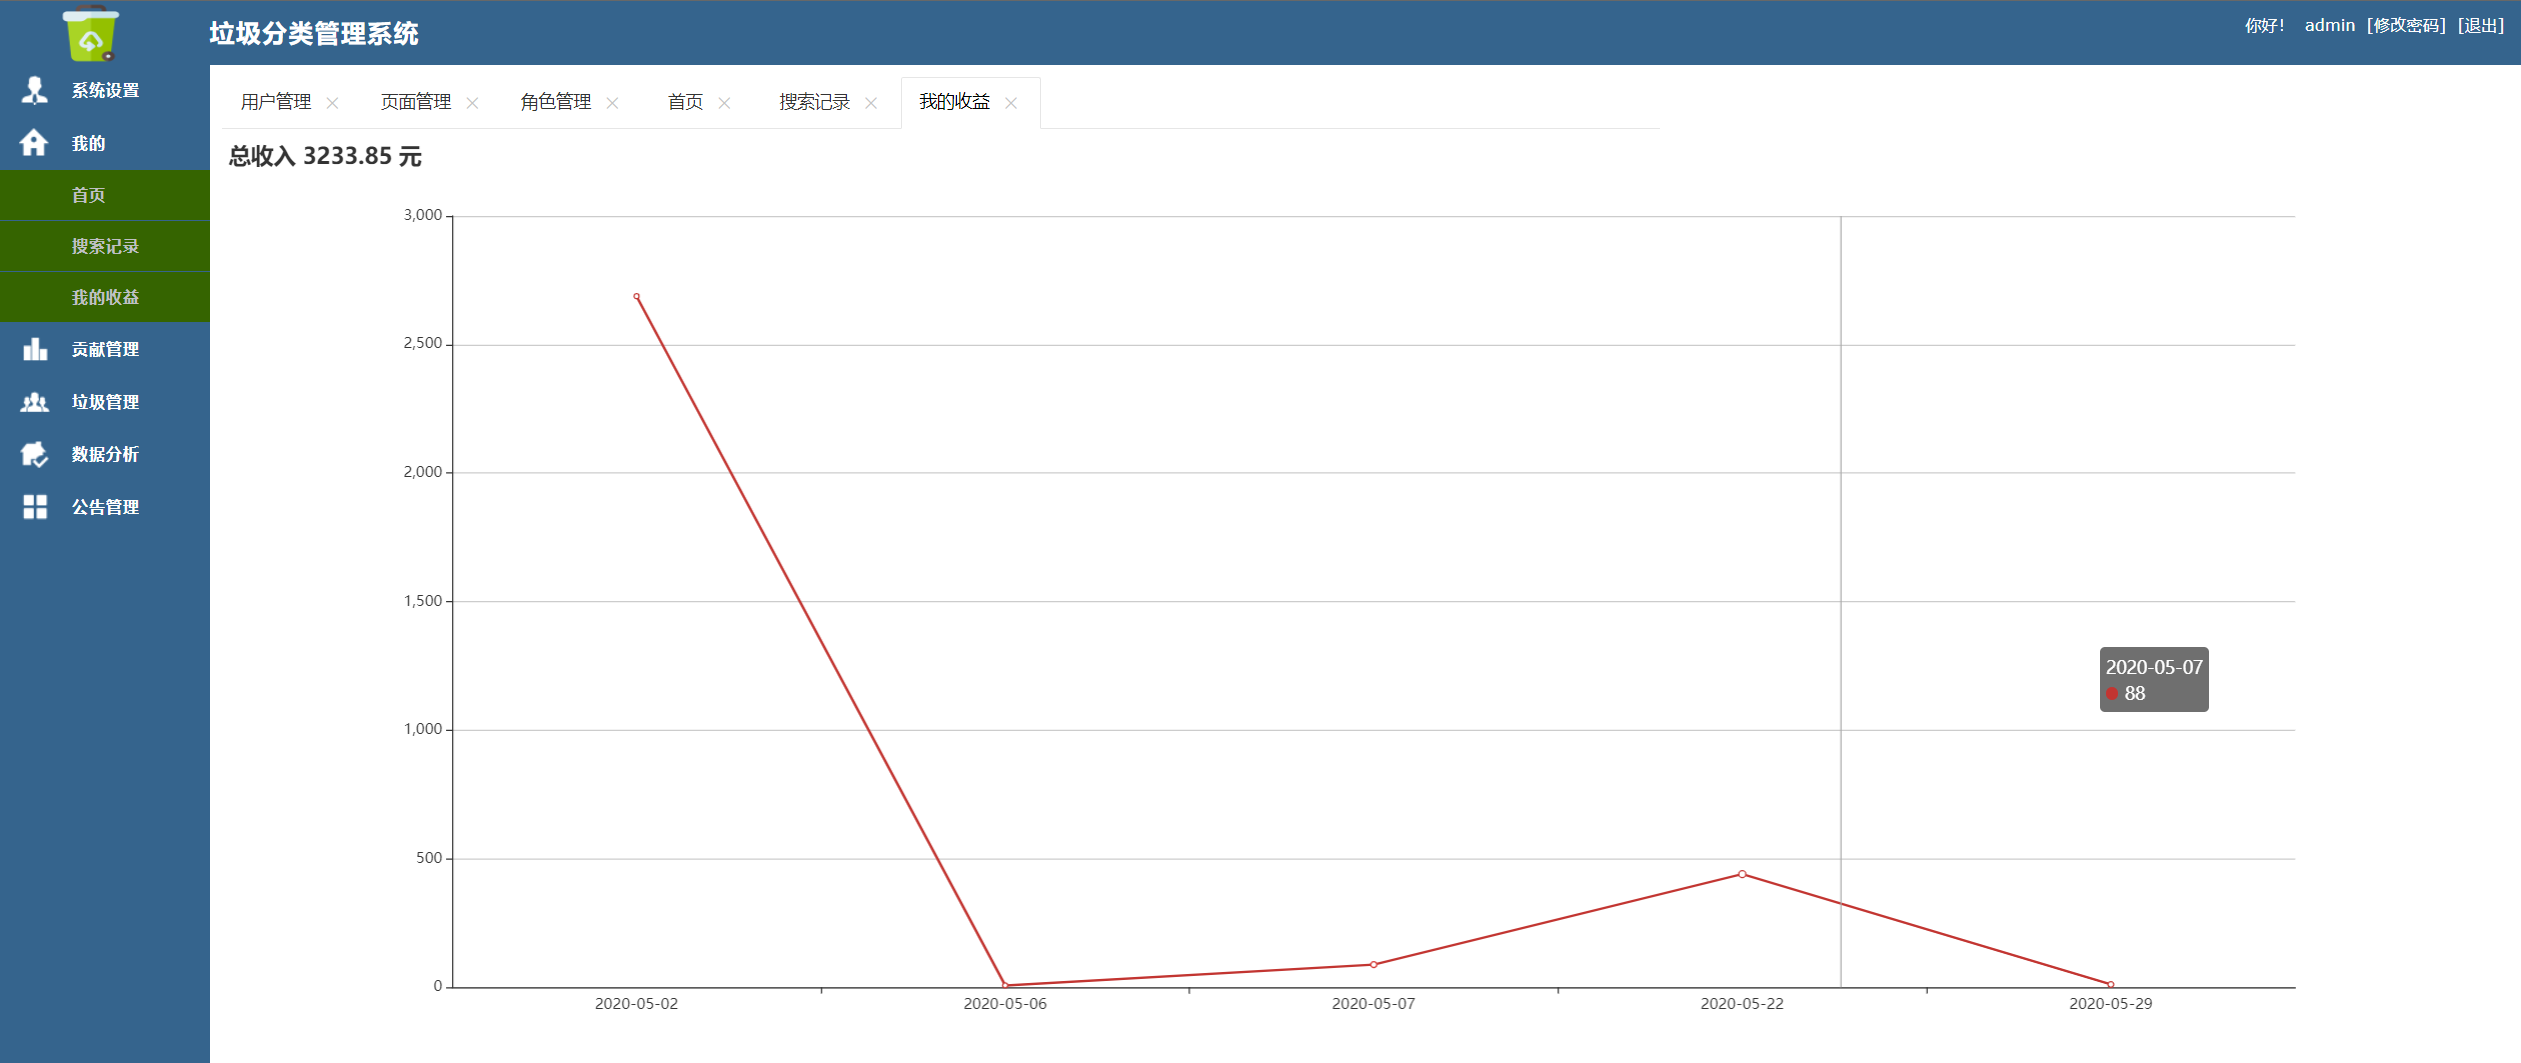 垃圾分类管理系统
你好! admin [修改密码] [退出]
系统设置
我的
首页
搜索记录
我的收益
贡献管理
垃圾管理
数据分析
公告管理
用户管理 页面管理 角色管理 首页 搜索记录 我的收益
总收入 3233.85 元
3,000
2,500
2,000
1,500
1,000
500
0
2020-05-07
88
2020-05-02 2020-05-06 2020-05-07 2020-05-22 2020-05-29